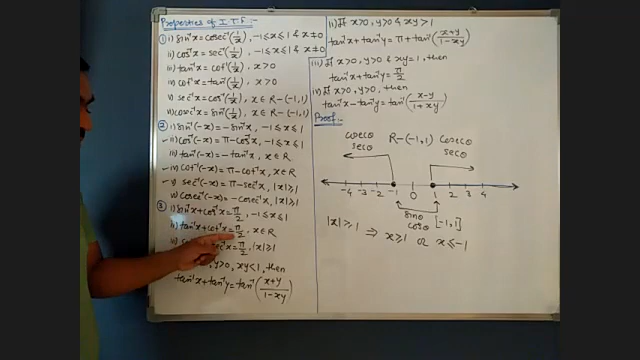 Properties of I.T.F:-
① i) sin⁻¹x = cosec⁻¹(1/x), -1≤x≤1 & x≠0
ii) cos⁻¹x = sec⁻¹(1/x), -1≤x≤1 & x≠0
iii) tan⁻¹x = cot⁻¹(1/x), x>0
iv) cot⁻¹x = tan⁻¹(1/x), x>0
v) sec⁻¹x = cos⁻¹(1/x), x∈R-(-1,1)
vi) cosec⁻¹x = sin⁻¹(1/x), x∈R-(-1,1)
② i) sin⁻¹(-x) = -sin⁻¹x, -1≤x≤1
ii) cos⁻¹(-x) = π-cos⁻¹x, -1≤x≤1
iii) tan⁻¹(-x) = -tan⁻¹x, x∈R
iv) cot⁻¹(-x) = π-cot⁻¹x, x∈R
v) sec⁻¹(-x) = π-sec⁻¹x, |x|≥1
vi) cosec⁻¹(-x) = -cosec⁻¹x, |x|≥1
③ i) sin⁻¹x+cos⁻¹x = π/2, -1≤x≤1
ii) tan⁻¹x+cot⁻¹x = π/2, x∈R
x = π/2, |x|≥1
y>0, xy<1, then
tan⁻¹x+tan⁻¹y = tan⁻¹(x+y/1-xy)
ii) If x>0, y>0 & xy>1
tan⁻¹x+tan⁻¹y = π+tan⁻¹(x+y/1-xy)
iii) If x>0, y>0 & xy=1, then
tan⁻¹x+tan⁻¹y = π/2
iv) If x>0, y>0, then
tan⁻¹x-tan⁻¹y = tan⁻¹(x-y/1+xy)
Proof:-
cosecθ R-(-1,1) cosecθ
secθ secθ
-4 -3 -2 -1 0 1 2 3 4
sinθ
cosθ [-1,1]
|x|≥1 ⇒ x≥1 or x≤-1